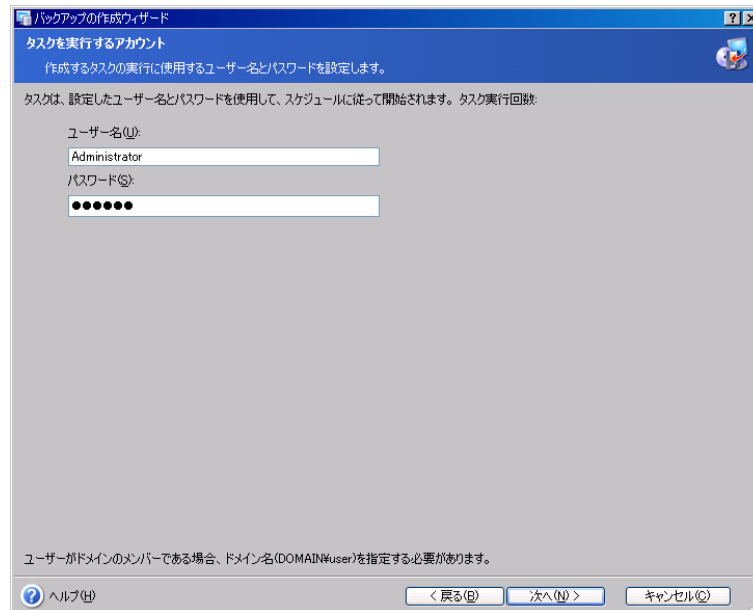 バックアップの作成ウィザード
タスクを実行するアカウント
作成するタスクの実行に使用するユーザー名とパスワードを設定します。
タスクは、設定したユーザー名とパスワードを使用して、スケジュールに従って開始されます。タスク実行回数:
ユーザー名(U):
Administrator
パスワード(S):
●●●●●●
ユーザーがドメインのメンバーである場合、ドメイン名(DOMAIN¥user)を指定する必要があります。
ヘルプ(H)
< 戻る(B)
次へ(N) >
キャンセル(C)